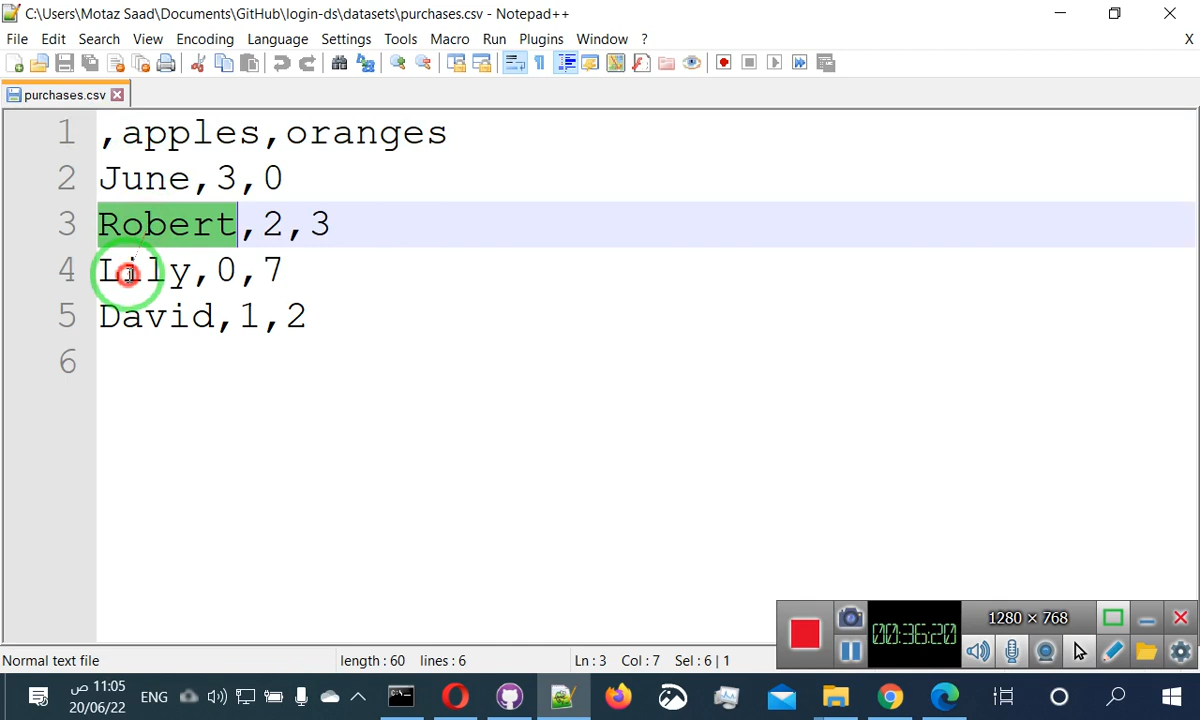 C:\Users\Motaz Saad\Documents\GitHub\login-ds\datasets\purchases.csv - Notepad++
File Edit Search View Encoding Language Settings Tools Macro Run Plugins Window ? X
purchases.csv
1 ,apples,oranges
2 June,3,0
3 Robert,2,3
4 Lily,0,7
5 David,1,2
6
00:36:20 1280 × 768
Normal text file length : 60 lines : 6 Ln : 3 Col : 7 Sel : 6 | 1
11:05 ص ENG
20/06/22